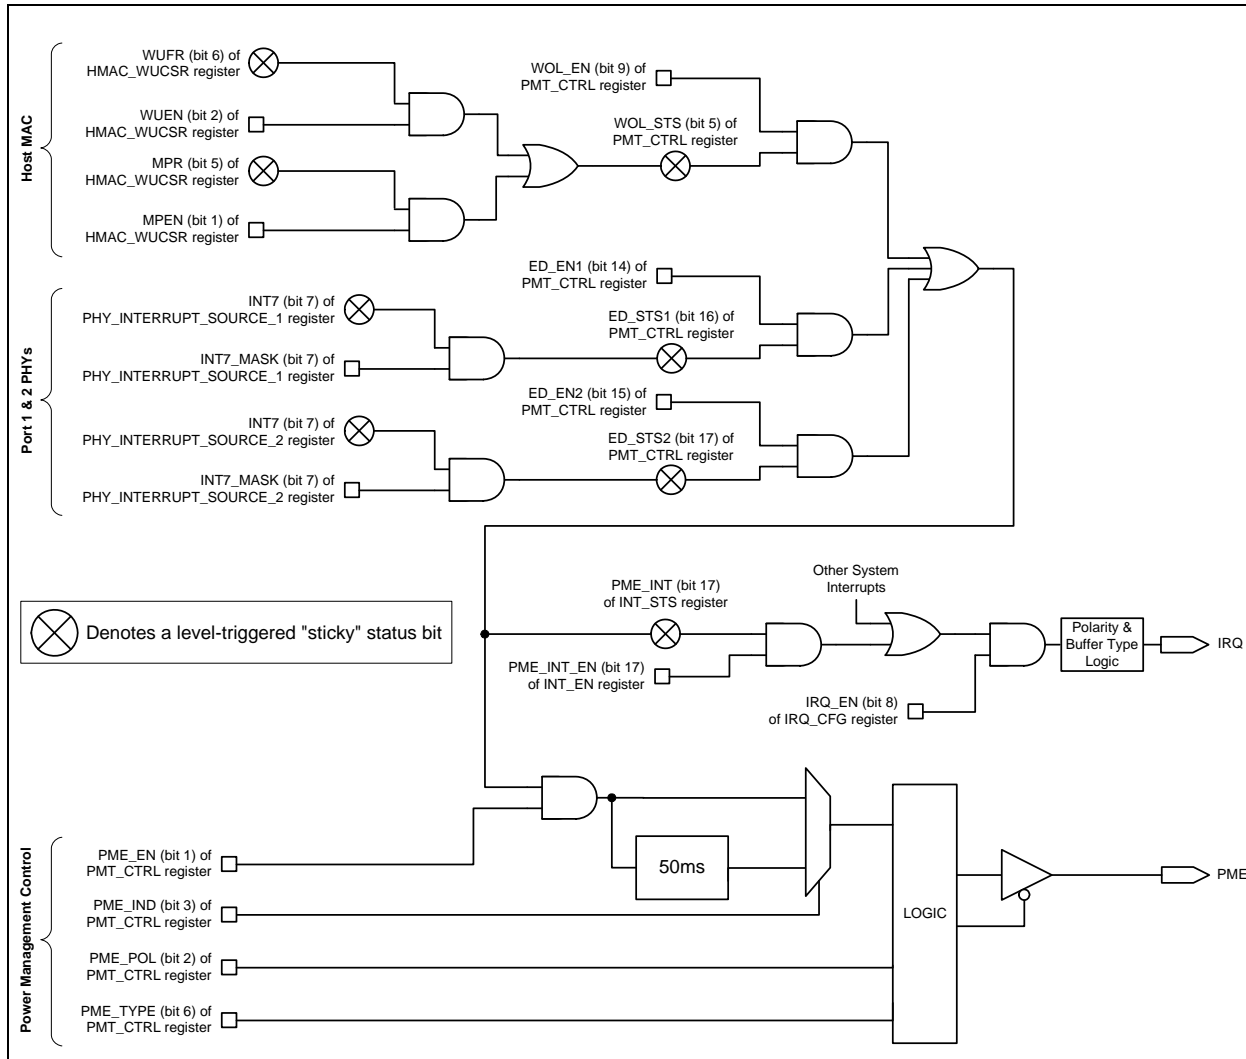 Host MAC
WUFR (bit 6) of
HMAC_WUCSR register
WUEN (bit 2) of
HMAC_WUCSR register
MPR (bit 5) of
HMAC_WUCSR register
MPEN (bit 1) of
HMAC_WUCSR register
WOL_EN (bit 9) of
PMT_CTRL register
WOL_STS (bit 5) of
PMT_CTRL register
Port 1 & 2 PHYs
INT7 (bit 7) of
PHY_INTERRUPT_SOURCE_1 register
INT7_MASK (bit 7) of
PHY_INTERRUPT_SOURCE_1 register
INT7 (bit 7) of
PHY_INTERRUPT_SOURCE_2 register
INT7_MASK (bit 7) of
PHY_INTERRUPT_SOURCE_2 register
ED_EN1 (bit 14) of
PMT_CTRL register
ED_STS1 (bit 16) of
PMT_CTRL register
ED_EN2 (bit 15) of
PMT_CTRL register
ED_STS2 (bit 17) of
PMT_CTRL register
Denotes a level-triggered "sticky" status bit
PME_INT (bit 17)
of INT_STS register
PME_INT_EN (bit 17)
of INT_EN register
Other System
Interrupts
IRQ_EN (bit 8)
of IRQ_CFG register
Polarity &
Buffer Type
Logic
IRQ
Power Management Control
PME_EN (bit 1) of
PMT_CTRL register
PME_IND (bit 3) of
PMT_CTRL register
PME_POL (bit 2) of
PMT_CTRL register
PME_TYPE (bit 6) of
PMT_CTRL register
50ms
LOGIC
PME